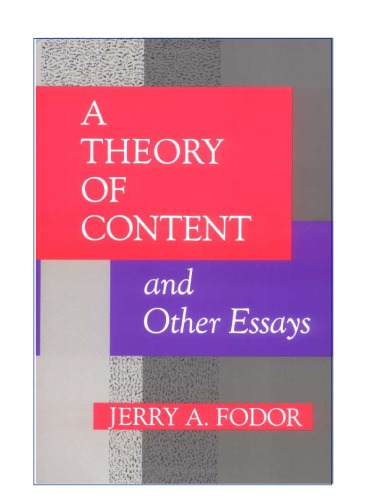 A
THEORY
OF
CONTENT
and
Other Essays
JERRY A. FODOR